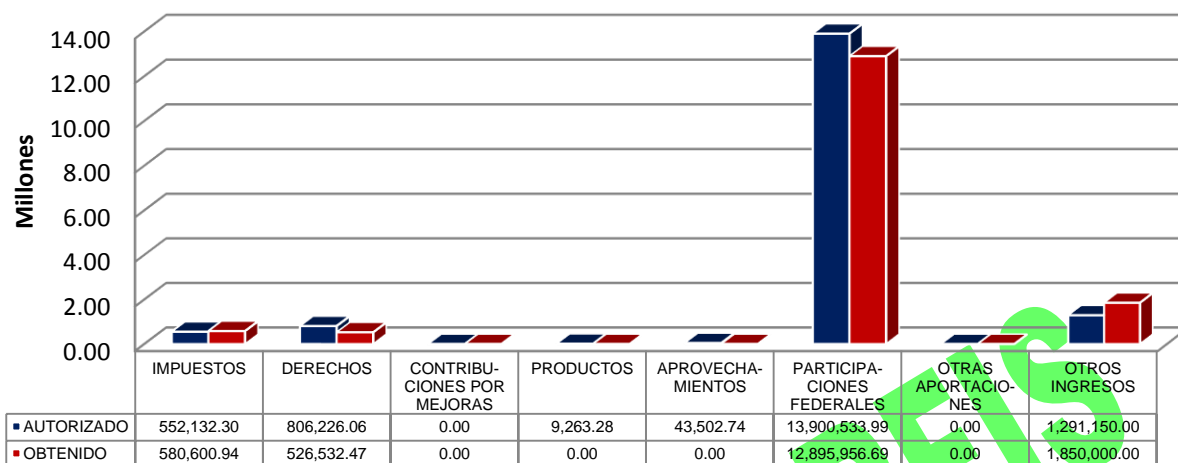 Millones
14.00
12.00
10.00
8.00
6.00
4.00
2.00
0.00
IMPUESTOS DERECHOS CONTRIBU- CIONES POR MEJORAS PRODUCTOS APROVECHA- MIENTOS PARTICIPA- CIONES FEDERALES OTRAS APORTACIO- NES OTROS INGRESOS
AUTORIZADO 552,132.30 806,226.06 0.00 9,263.28 43,502.74 13,900,533.99 0.00 1,291,150.00
OBTENIDO 580,600.94 526,532.47 0.00 0.00 0.00 12,895,956.69 0.00 1,850,000.00